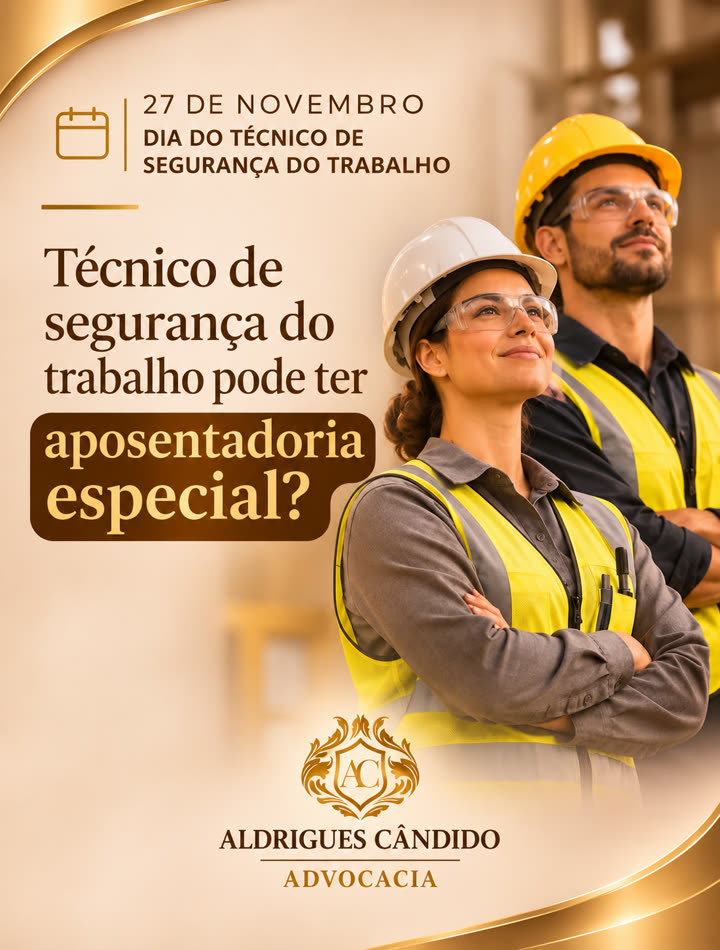 27 DE NOVEMBRO
DIA DO TÉCNICO DE
SEGURANÇA DO TRABALHO
Técnico de
segurança do
trabalho pode ter
aposentadoria
especial?
AC
ALDRIGUES CÂNDIDO
ADVOCACIA